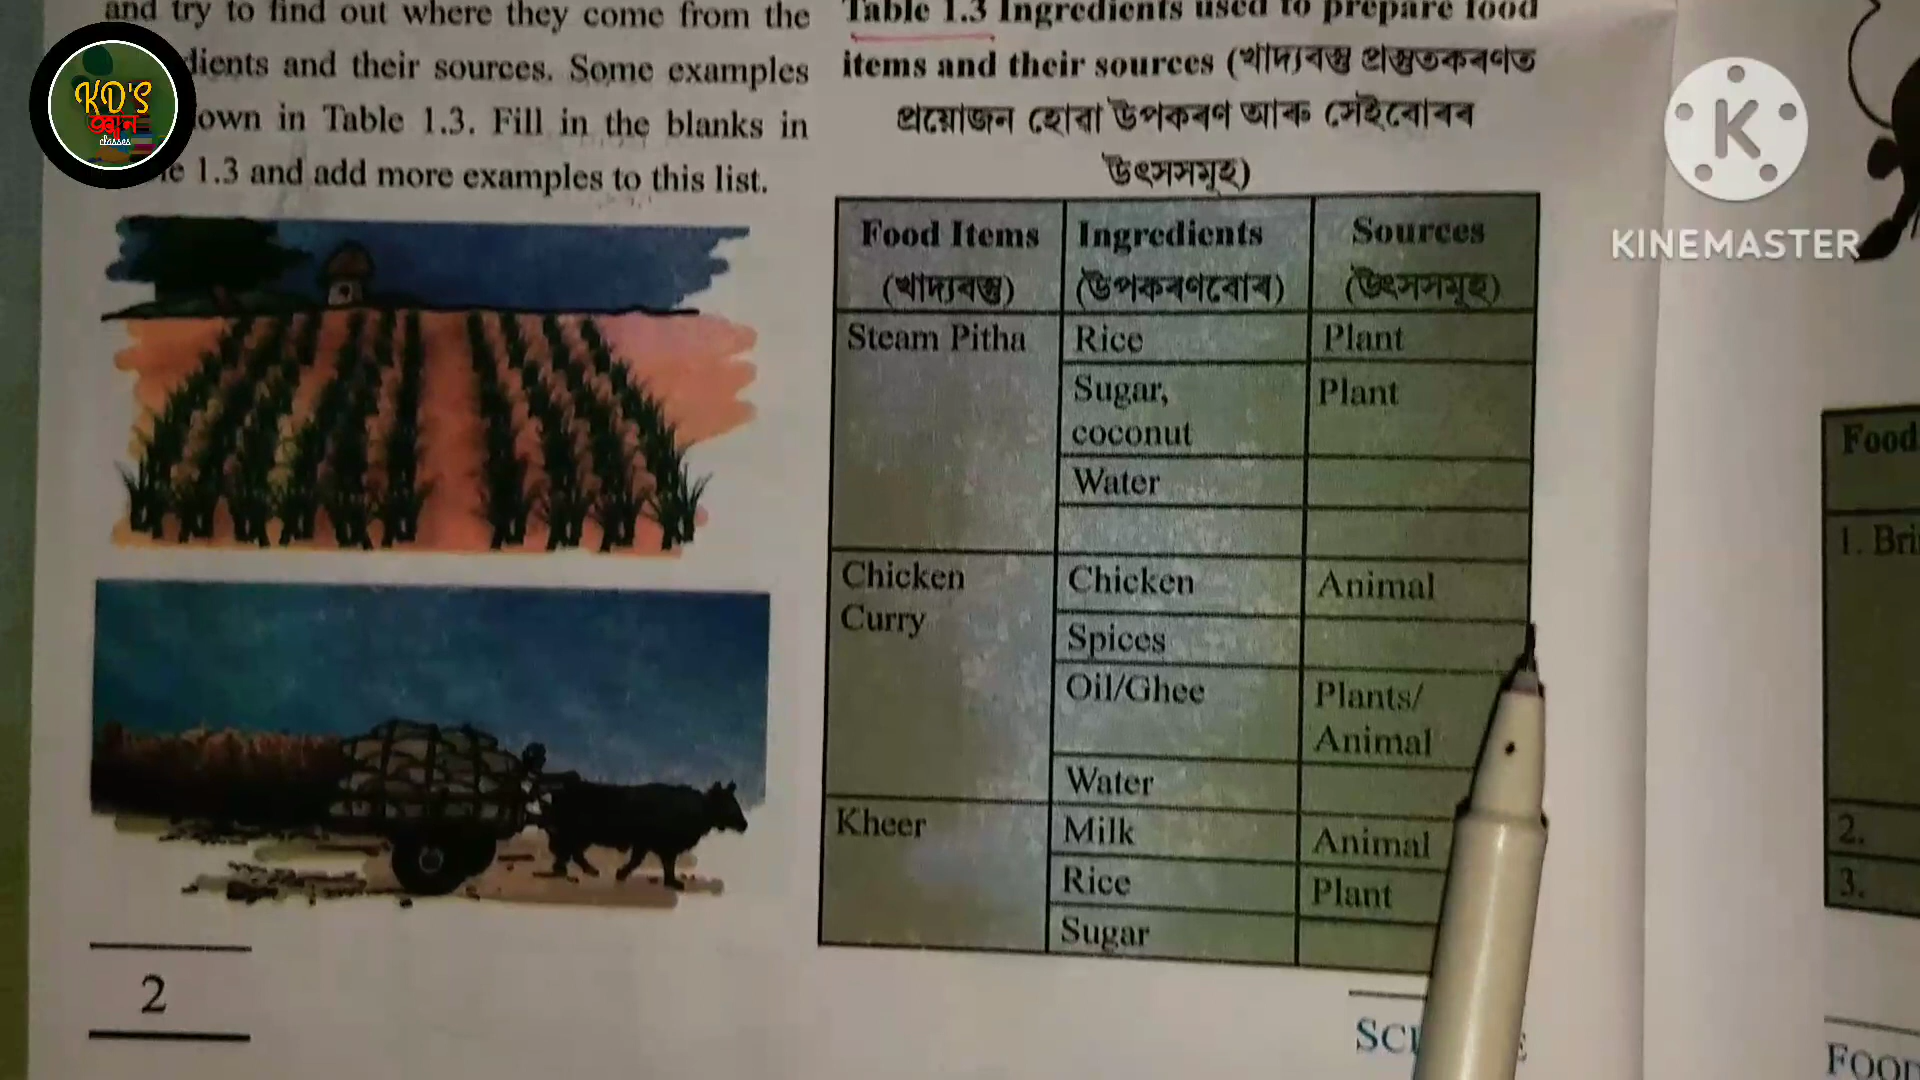 and try to find out where they come from the
dients and their sources. Some examples
own in Table 1.3. Fill in the blanks in
1.3 and add more examples to this list.
Table 1.3 Ingredients used to prepare food
items and their sources (খাদ্যবস্তু প্ৰস্তুতকৰণত
প্ৰয়োজন হোৱা উপকৰণ আৰু সেইবোৰৰ
উৎসসমূহ)
Food Items Ingredients Sources
(খাদ্যবস্তু) (উপকৰণবোৰ) (উৎসসমূহ)
Steam Pitha Rice Plant
Sugar, Plant
coconut
Water
Chicken Chicken Animal
Curry Spices
Oil/Ghee Plants/
Animal
Water
Kheer Milk Animal
Rice Plant
Sugar
2
KD'S
জ্ঞান
classes
K
KINEMASTER
Food
1. Bri
2.
3.